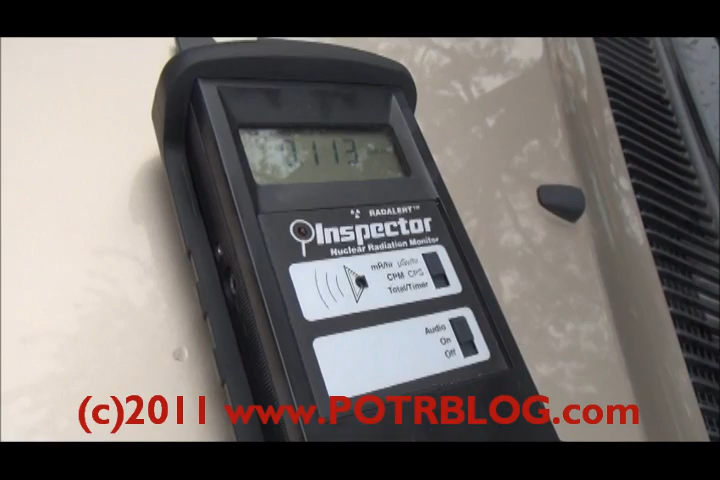 RADALERT™
Inspector
Nuclear Radiation Monitor
mR/hr µSv/hr
CPM CPS
Total/Timer
Audio
On
Off
(c)2011 www.POTRBLOG.com